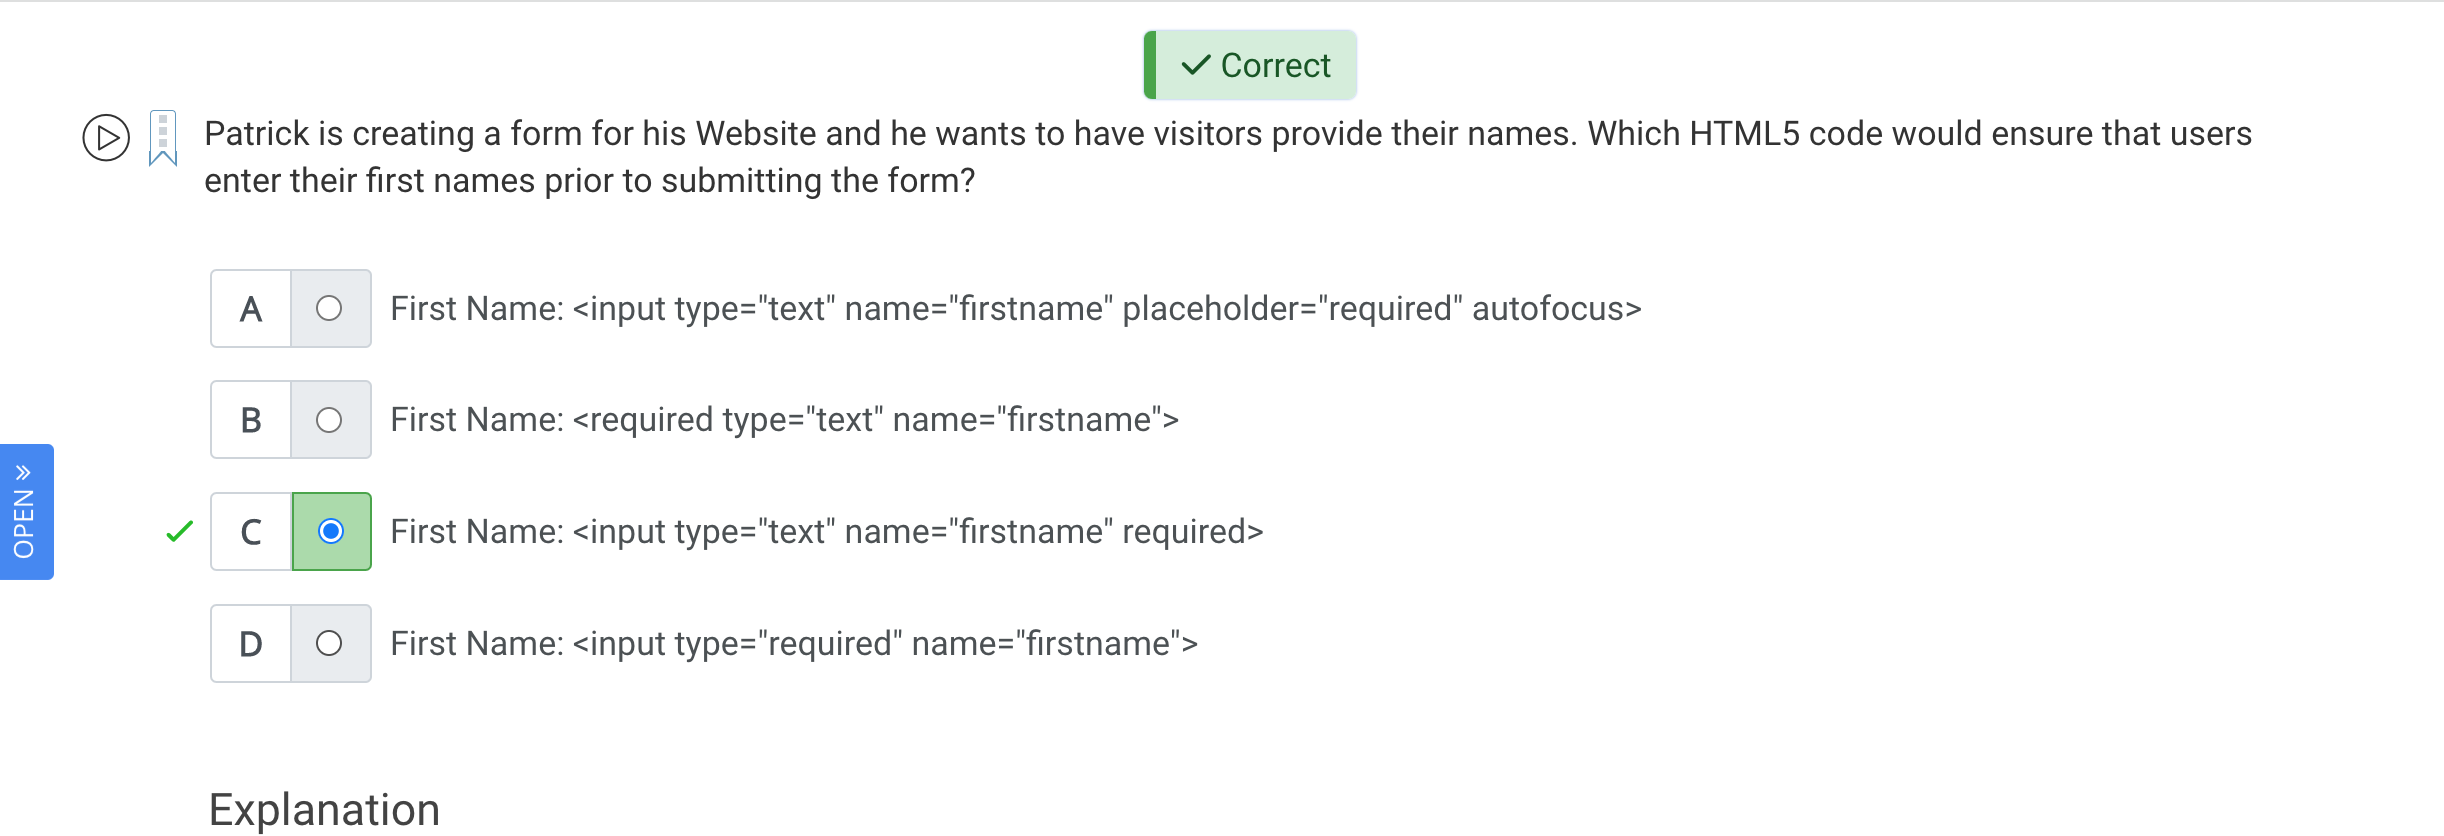 ✓ Correct
Patrick is creating a form for his Website and he wants to have visitors provide their names. Which HTML5 code would ensure that users
enter their first names prior to submitting the form?
A First Name: <input type="text" name="firstname" placeholder="required" autofocus>
B First Name: <required type="text" name="firstname">
OPEN »
C First Name: <input type="text" name="firstname" required>
D First Name: <input type="required" name="firstname">
Explanation